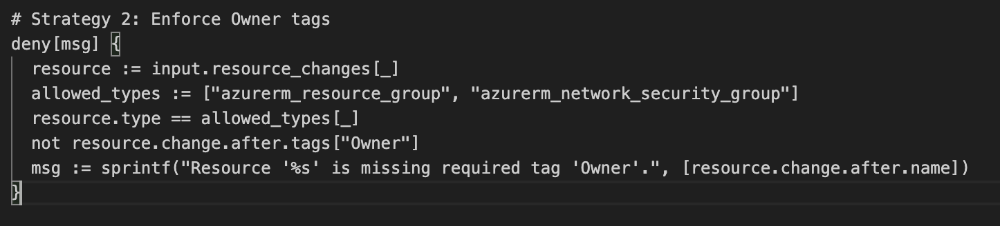 # Strategy 2: Enforce Owner tags
deny[msg] {
  resource := input.resource_changes[_]
  allowed_types := ["azurerm_resource_group", "azurerm_network_security_group"]
  resource.type == allowed_types[_]
  not resource.change.after.tags["Owner"]
  msg := sprintf("Resource '%s' is missing required tag 'Owner'.", [resource.change.after.name])
}